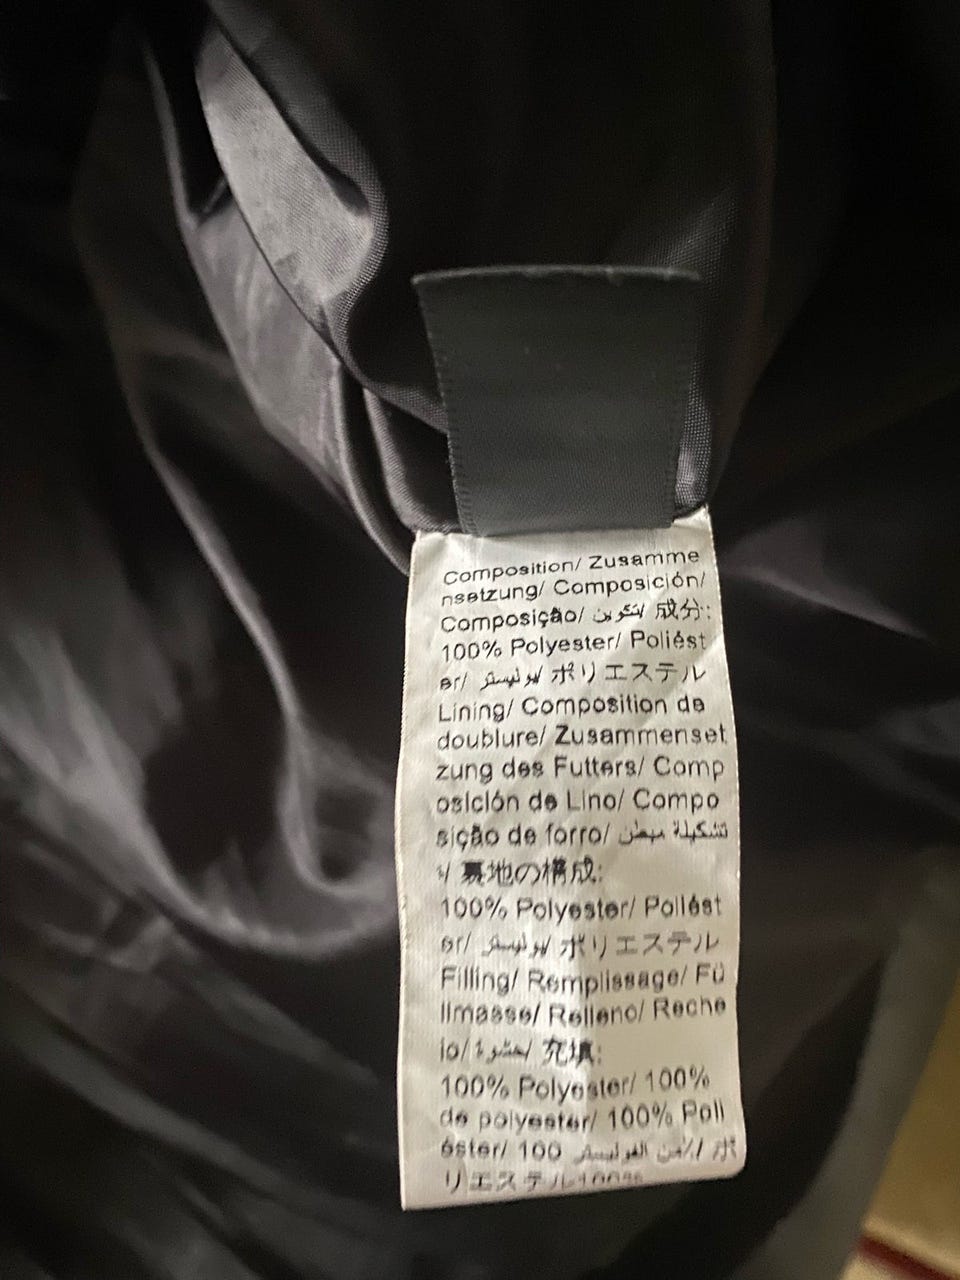 Composition/ Zusamme
nsetzung/ Composición/
Composição/ التكوين/ 成分:
100% Polyester/ Poliést
er/ بوليستر/ ポリエステル
Lining/ Composition de
doublure/ Zusammenset
zung des Futters/ Comp
osición de Lino/ Compo
sição de forro/ تشكيلة مبطن
/ 裏地の構成:
100% Polyester/ Poliést
er/ بوليستر/ ポリエステル
Filling/ Remplissage/ Fü
llmasse/ Relleno/ Reche
io/ حشوة/ 充填:
100% Polyester/ 100%
de polyester/ 100% Poli
éster/ 100 ٪من البوليستر/ ポ
リエステル100%